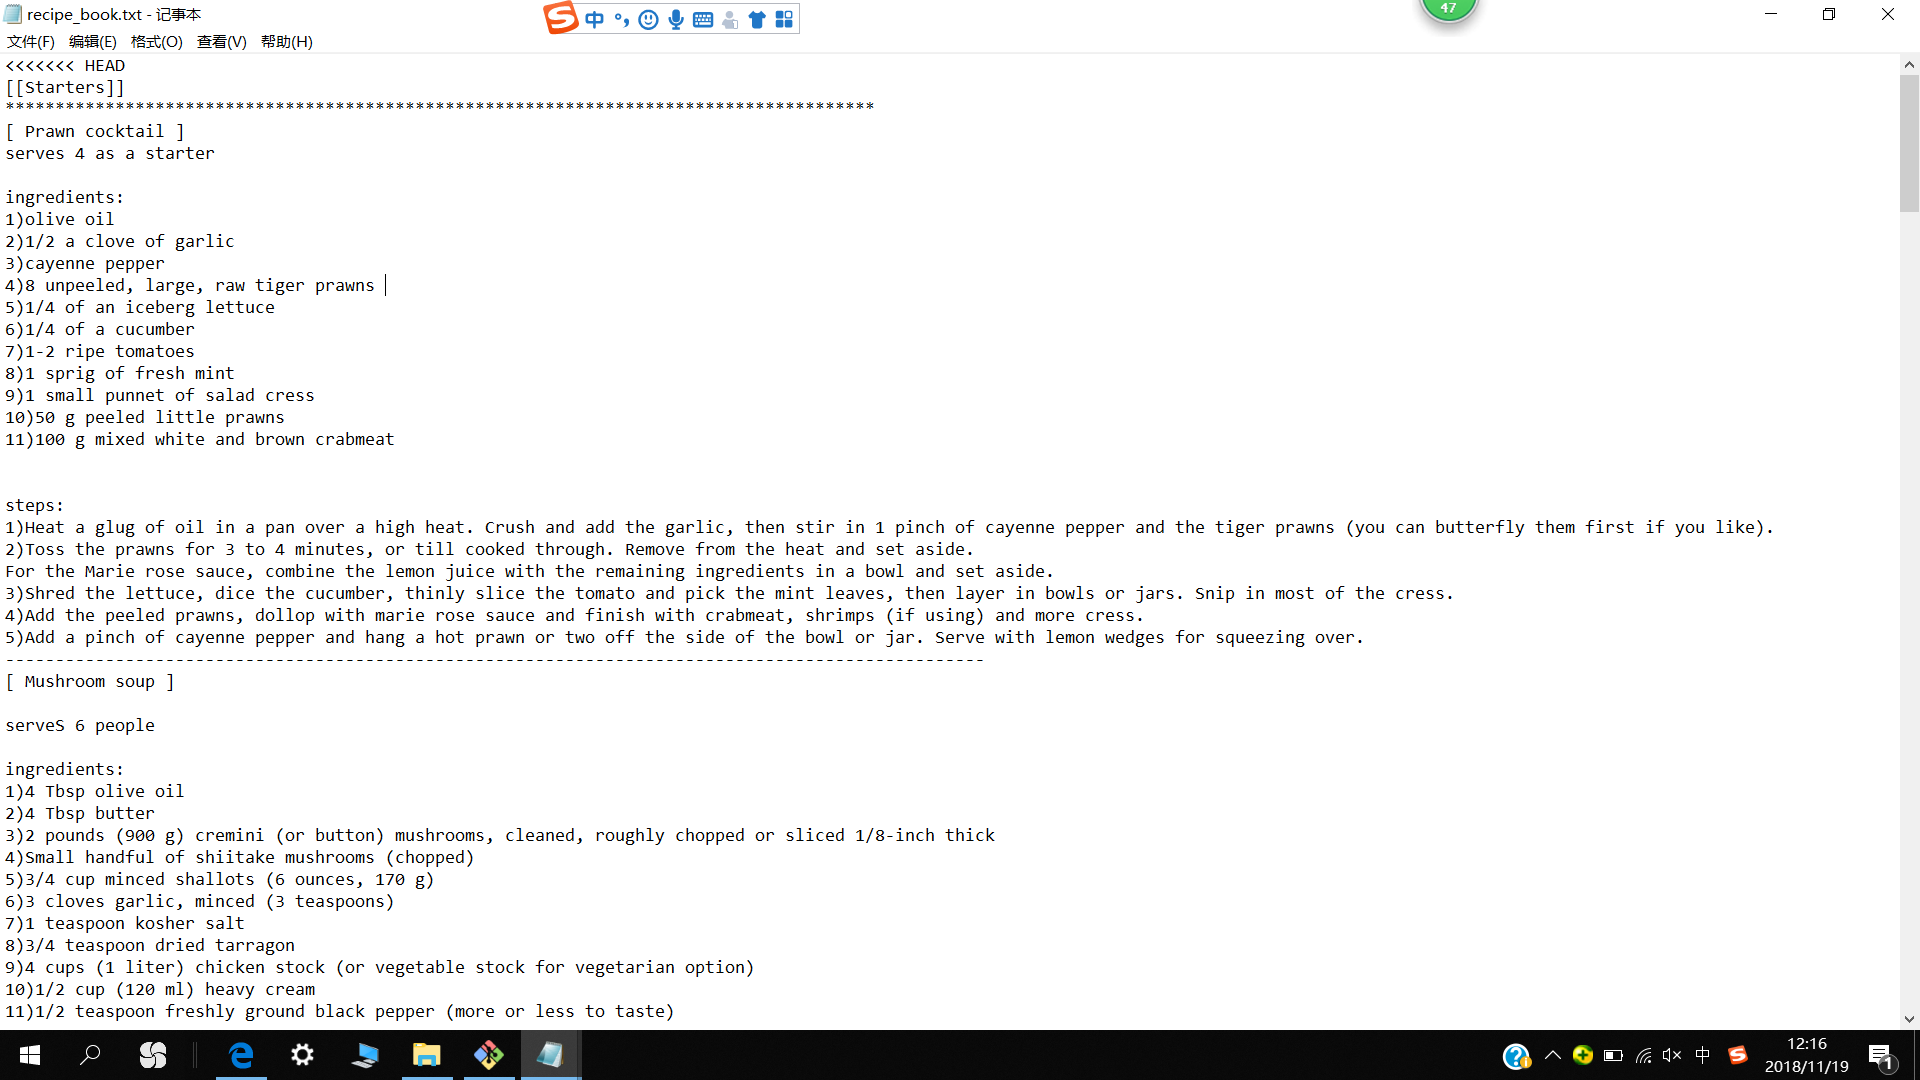 recipe_book.txt - 记事本
中
47
文件(F) 编辑(E) 格式(O) 查看(V) 帮助(H)
<<<<<<< HEAD
[[Starters]]
***************************************************************************************
[ Prawn cocktail ]
serves 4 as a starter
ingredients:
1)olive oil
2)1/2 a clove of garlic
3)cayenne pepper
4)8 unpeeled, large, raw tiger prawns
5)1/4 of an iceberg lettuce
6)1/4 of a cucumber
7)1-2 ripe tomatoes
8)1 sprig of fresh mint
9)1 small punnet of salad cress
10)50 g peeled little prawns
11)100 g mixed white and brown crabmeat
steps:
1)Heat a glug of oil in a pan over a high heat. Crush and add the garlic, then stir in 1 pinch of cayenne pepper and the tiger prawns (you can butterfly them first if you like).
2)Toss the prawns for 3 to 4 minutes, or till cooked through. Remove from the heat and set aside.
For the Marie rose sauce, combine the lemon juice with the remaining ingredients in a bowl and set aside.
3)Shred the lettuce, dice the cucumber, thinly slice the tomato and pick the mint leaves, then layer in bowls or jars. Snip in most of the cress.
4)Add the peeled prawns, dollop with marie rose sauce and finish with crabmeat, shrimps (if using) and more cress.
5)Add a pinch of cayenne pepper and hang a hot prawn or two off the side of the bowl or jar. Serve with lemon wedges for squeezing over.
--------------------------------------------------------------------------------------------------
[ Mushroom soup ]
serveS 6 people
ingredients:
1)4 Tbsp olive oil
2)4 Tbsp butter
3)2 pounds (900 g) cremini (or button) mushrooms, cleaned, roughly chopped or sliced 1/8-inch thick
4)Small handful of shiitake mushrooms (chopped)
5)3/4 cup minced shallots (6 ounces, 170 g)
6)3 cloves garlic, minced (3 teaspoons)
7)1 teaspoon kosher salt
8)3/4 teaspoon dried tarragon
9)4 cups (1 liter) chicken stock (or vegetable stock for vegetarian option)
10)1/2 cup (120 ml) heavy cream
11)1/2 teaspoon freshly ground black pepper (more or less to taste)
中
12:16
2018/11/19
1